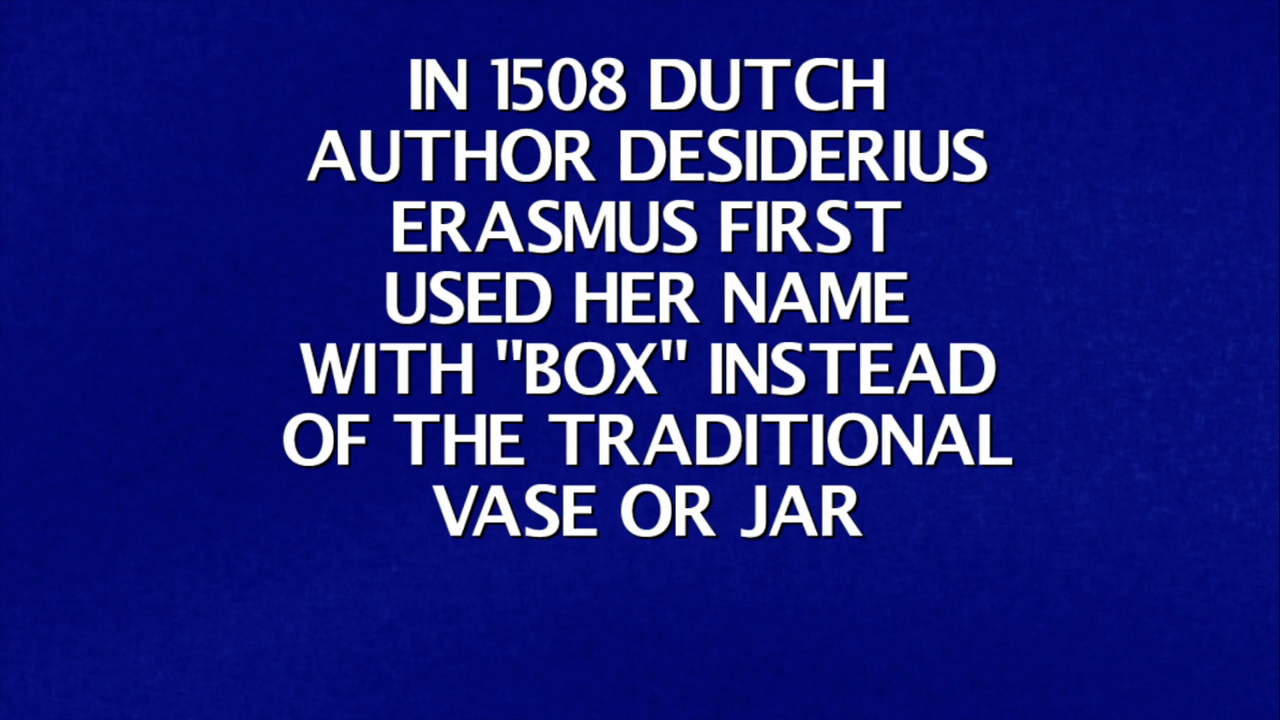 IN 1508 DUTCH
AUTHOR DESIDERIUS
ERASMUS FIRST
USED HER NAME
WITH "BOX" INSTEAD
OF THE TRADITIONAL
VASE OR JAR